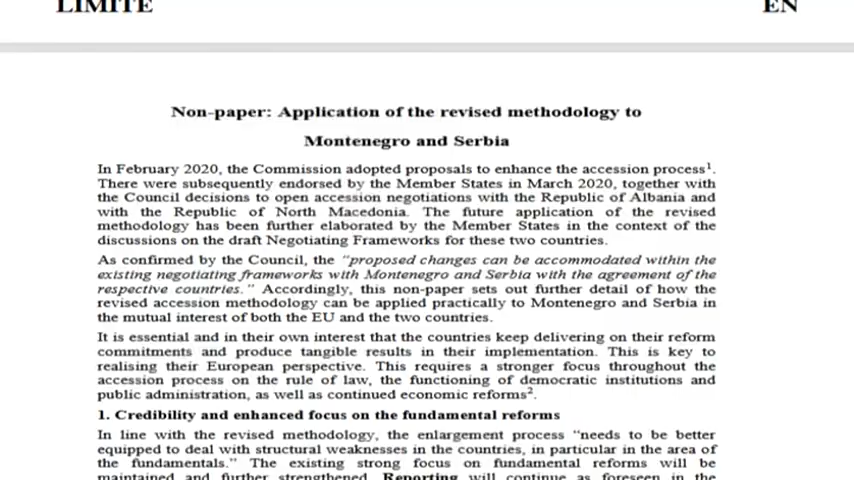 LIMITE EN
Non-paper: Application of the revised methodology to
Montenegro and Serbia
In February 2020, the Commission adopted proposals to enhance the accession process¹.
There were subsequently endorsed by the Member States in March 2020, together with
the Council decisions to open accession negotiations with the Republic of Albania and
with the Republic of North Macedonia. The future application of the revised
methodology has been further elaborated by the Member States in the context of the
discussions on the draft Negotiating Frameworks for these two countries.
As confirmed by the Council, the "proposed changes can be accommodated within the
existing negotiating frameworks with Montenegro and Serbia with the agreement of the
respective countries." Accordingly, this non-paper sets out further detail of how the
revised accession methodology can be applied practically to Montenegro and Serbia in
the mutual interest of both the EU and the two countries.
It is essential and in their own interest that the countries keep delivering on their reform
commitments and produce tangible results in their implementation. This is key to
realising their European perspective. This requires a stronger focus throughout the
accession process on the rule of law, the functioning of democratic institutions and
public administration, as well as continued economic reforms².
1. Credibility and enhanced focus on the fundamental reforms
In line with the revised methodology, the enlargement process "needs to be better
equipped to deal with structural weaknesses in the countries, in particular in the area of
the fundamentals." The existing strong focus on fundamental reforms will be
maintained and further strengthened. Reporting will continue as foreseen in the